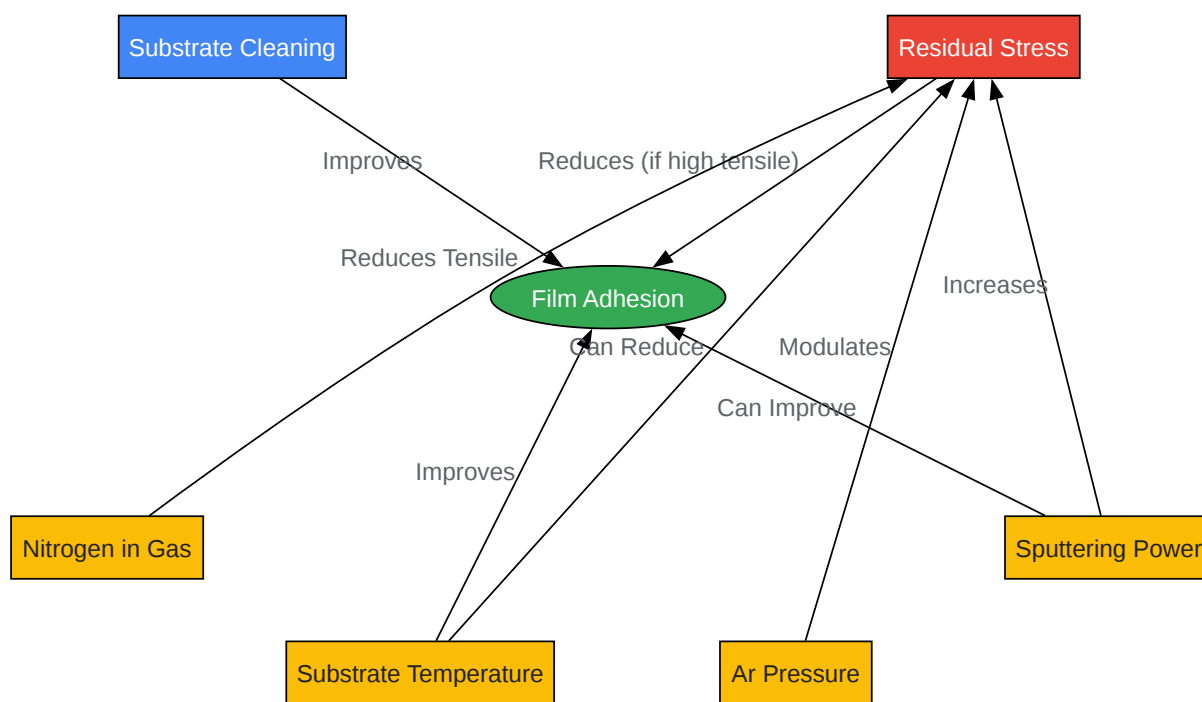 Substrate Cleaning
Residual Stress
Improves
Reduces (if high tensile)
Reduces Tensile
Increases
Film Adhesion
Can Reduce
Modulates
Can Improve
Improves
Nitrogen in Gas
Sputtering Power
Substrate Temperature
Ar Pressure